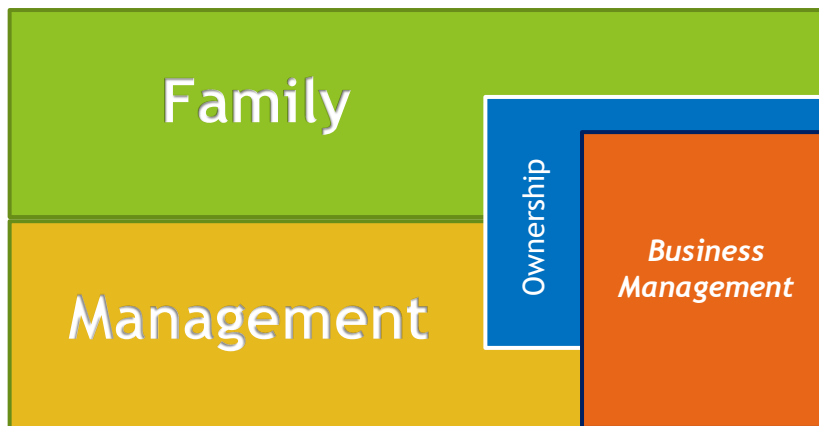 Family
Ownership
Business
Management
Management